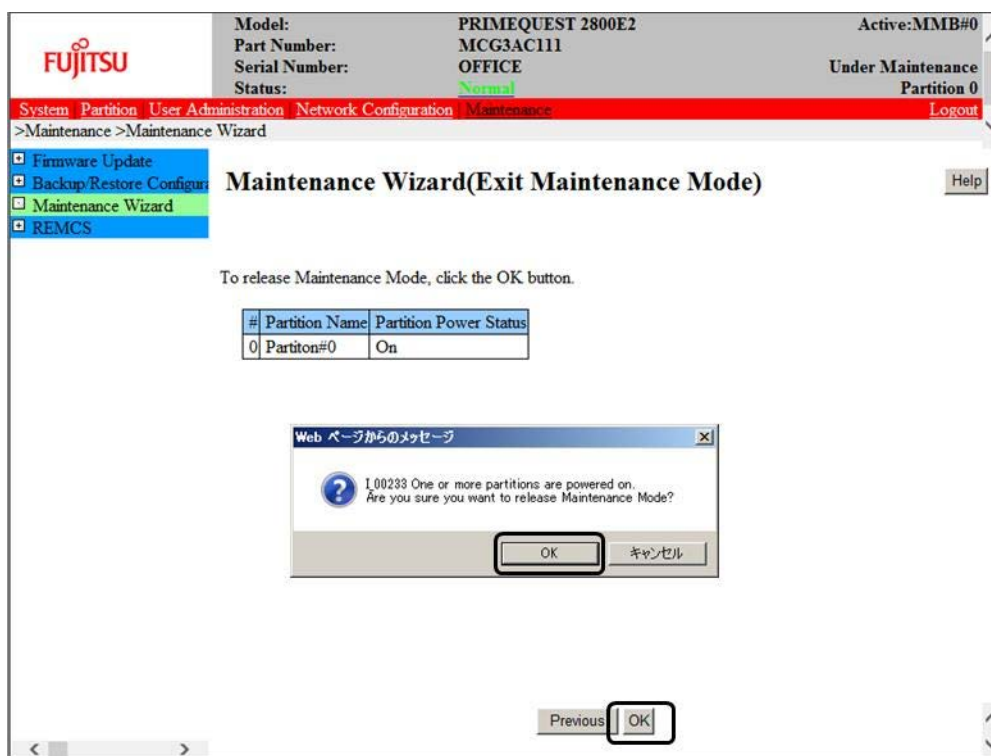 FUJITSU
Model: PRIMEQUEST 2800E2 Active:MMB#0
Part Number: MCG3AC111
Serial Number: OFFICE Under Maintenance
Status: Normal Partition 0
System Partition User Administration Network Configuration Maintenance Logout
>Maintenance >Maintenance Wizard
Firmware Update
Backup/Restore Configura
Maintenance Wizard
REMCS
Maintenance Wizard(Exit Maintenance Mode)
Help
To release Maintenance Mode, click the OK button.
# Partition Name Partition Power Status
0 Partiton#0 On
Web ページからのメッセージ
I_00233 One or more partitions are powered on.
Are you sure you want to release Maintenance Mode?
OK キャンセル
Previous OK